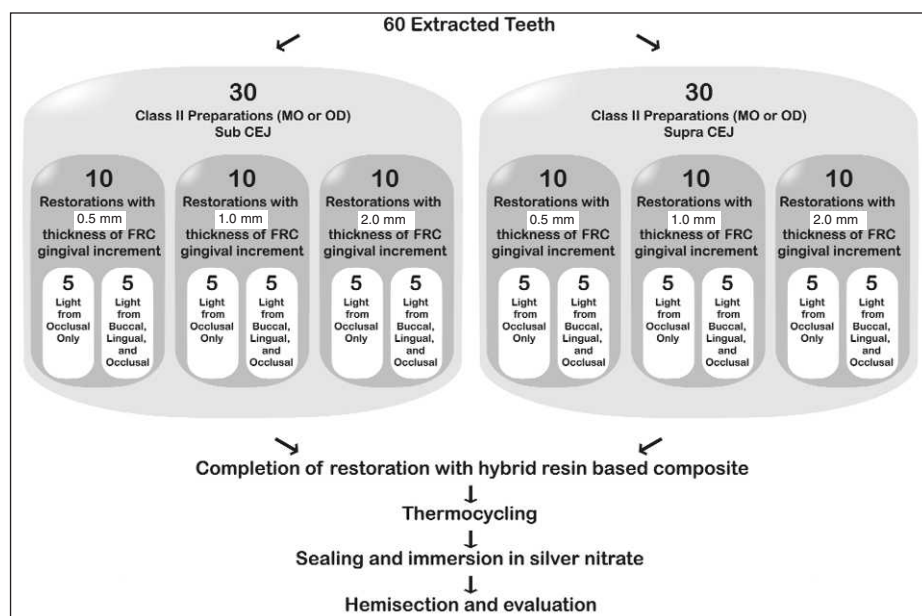 60 Extracted Teeth
30
Class II Preparations (MO or OD)
Sub CEJ
10
Restorations with
0.5 mm
thickness of FRC
gingival increment
5
Light
from
Occlusal
Only
5
Light
from
Buccal,
Lingual,
and
Occlusal
10
Restorations with
1.0 mm
thickness of FRC
gingival increment
5
Light
from
Occlusal
Only
5
Light
from
Buccal,
Lingual,
and
Occlusal
10
Restorations with
2.0 mm
thickness of FRC
gingival increment
5
Light
from
Occlusal
Only
5
Light
from
Buccal,
Lingual,
and
Occlusal
30
Class II Preparations (MO or OD)
Supra CEJ
10
Restorations with
0.5 mm
thickness of FRC
gingival increment
5
Light
from
Occlusal
Only
5
Light
from
Buccal,
Lingual,
and
Occlusal
10
Restorations with
1.0 mm
thickness of FRC
gingival increment
5
Light
from
Occlusal
Only
5
Light
from
Buccal,
Lingual,
and
Occlusal
10
Restorations with
2.0 mm
thickness of FRC
gingival increment
5
Light
from
Occlusal
Only
5
Light
from
Buccal,
Lingual,
and
Occlusal
Completion of restoration with hybrid resin based composite
Thermocycling
Sealing and immersion in silver nitrate
Hemisection and evaluation